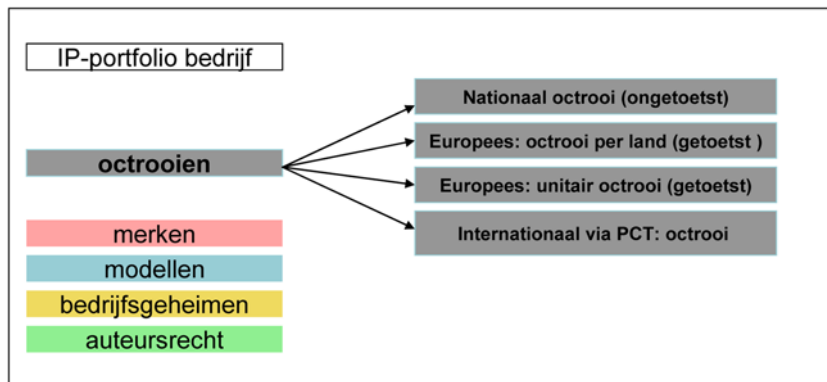 IP-portfolio bedrijf
octrooien
merken
modellen
bedrijfsgeheimen
auteursrecht
Nationaal octrooi (ongetoetst)
Europees: octrooi per land (getoetst )
Europees: unitair octrooi (getoetst)
Internationaal via PCT: octrooi